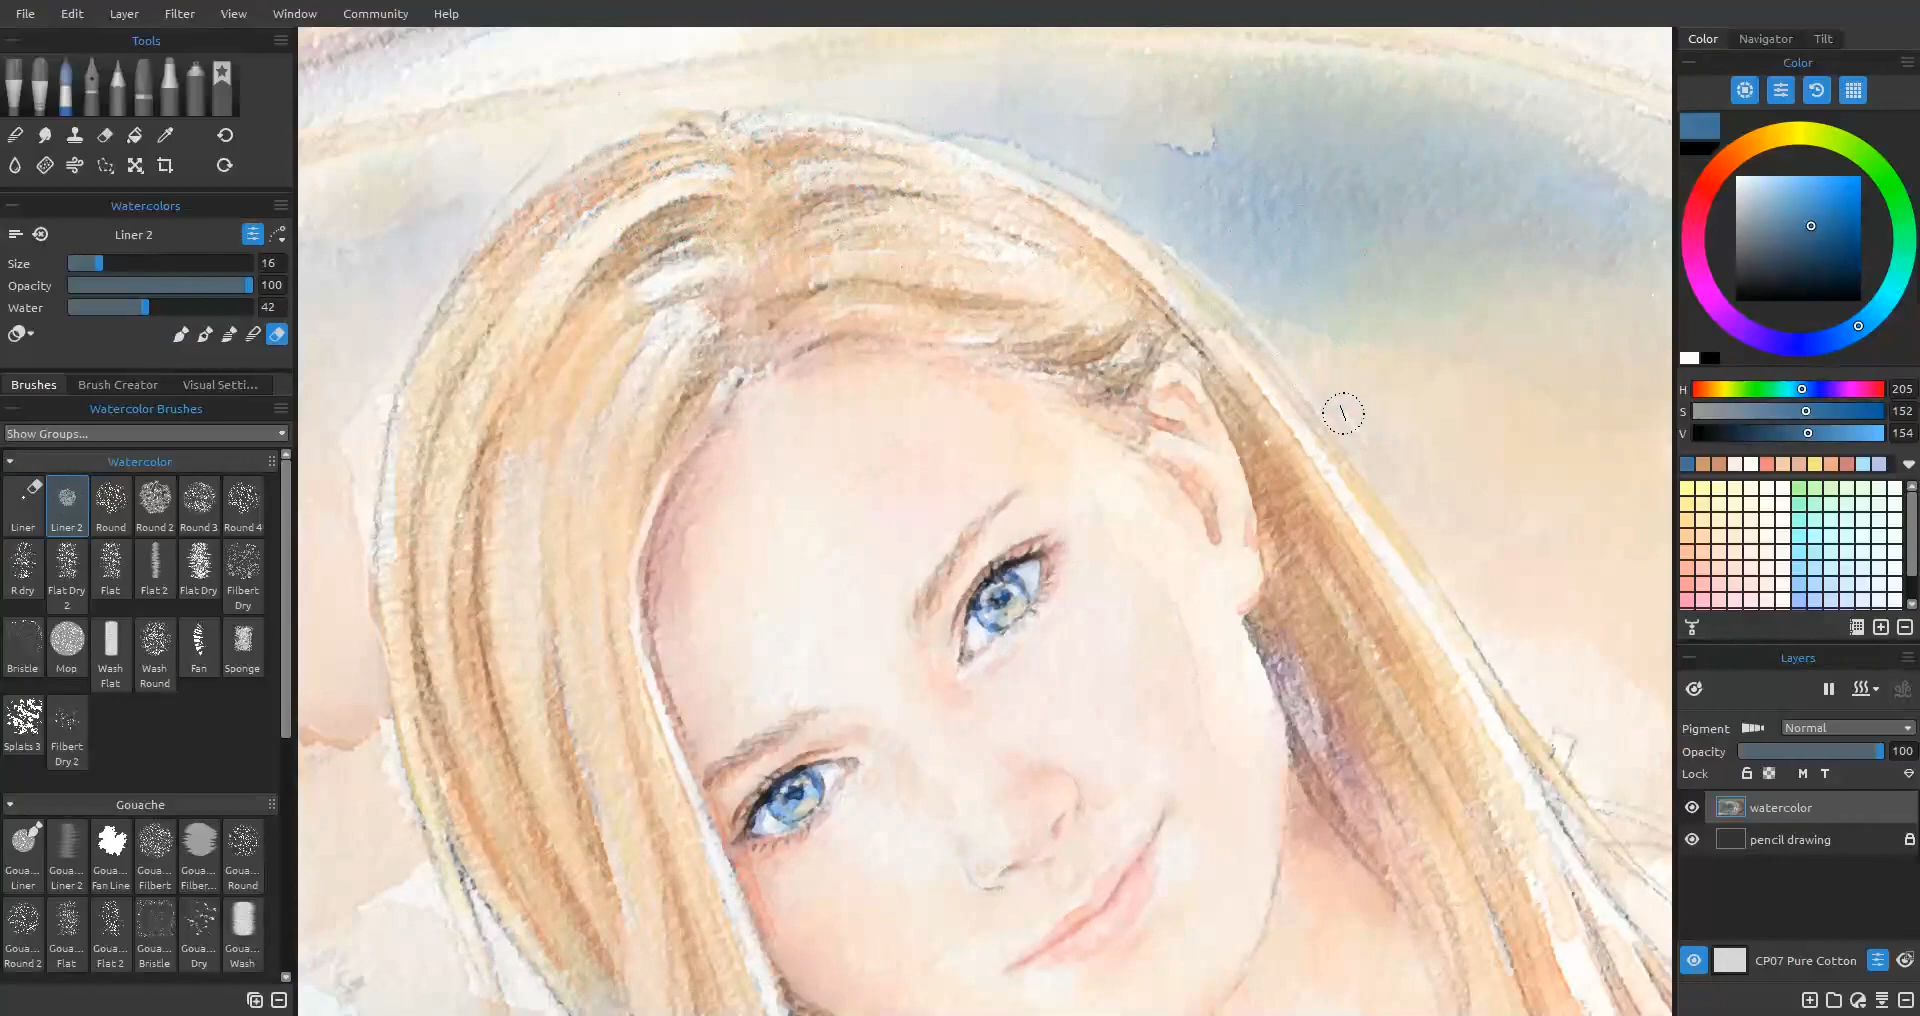 File Edit Layer Filter View Window Community Help
Tools
Watercolors
Liner 2
Size 16
Opacity 100
Water 42
Brushes Brush Creator Visual Setti...
Watercolor Brushes
Show Groups...
Watercolor
Liner Liner 2 Round Round 2 Round 3 Round 4
R dry Flat Dry 2 Flat Flat 2 Flat Dry Filbert Dry
Bristle Mop Wash Flat Wash Round Fan Sponge
Splats 3 Filbert Dry 2
Gouache
Goua... Liner Goua... Liner 2 Goua... Fan Line Goua... Filbert Goua... Filber... Goua... Round
Goua... Round 2 Goua... Flat Goua... Flat 2 Goua... Bristle Goua... Dry Goua... Wash
Color Navigator Tilt
Color
H 205
S 152
V 154
Layers
Pigment Normal
Opacity 100
Lock M T
watercolor
pencil drawing
CP07 Pure Cotton